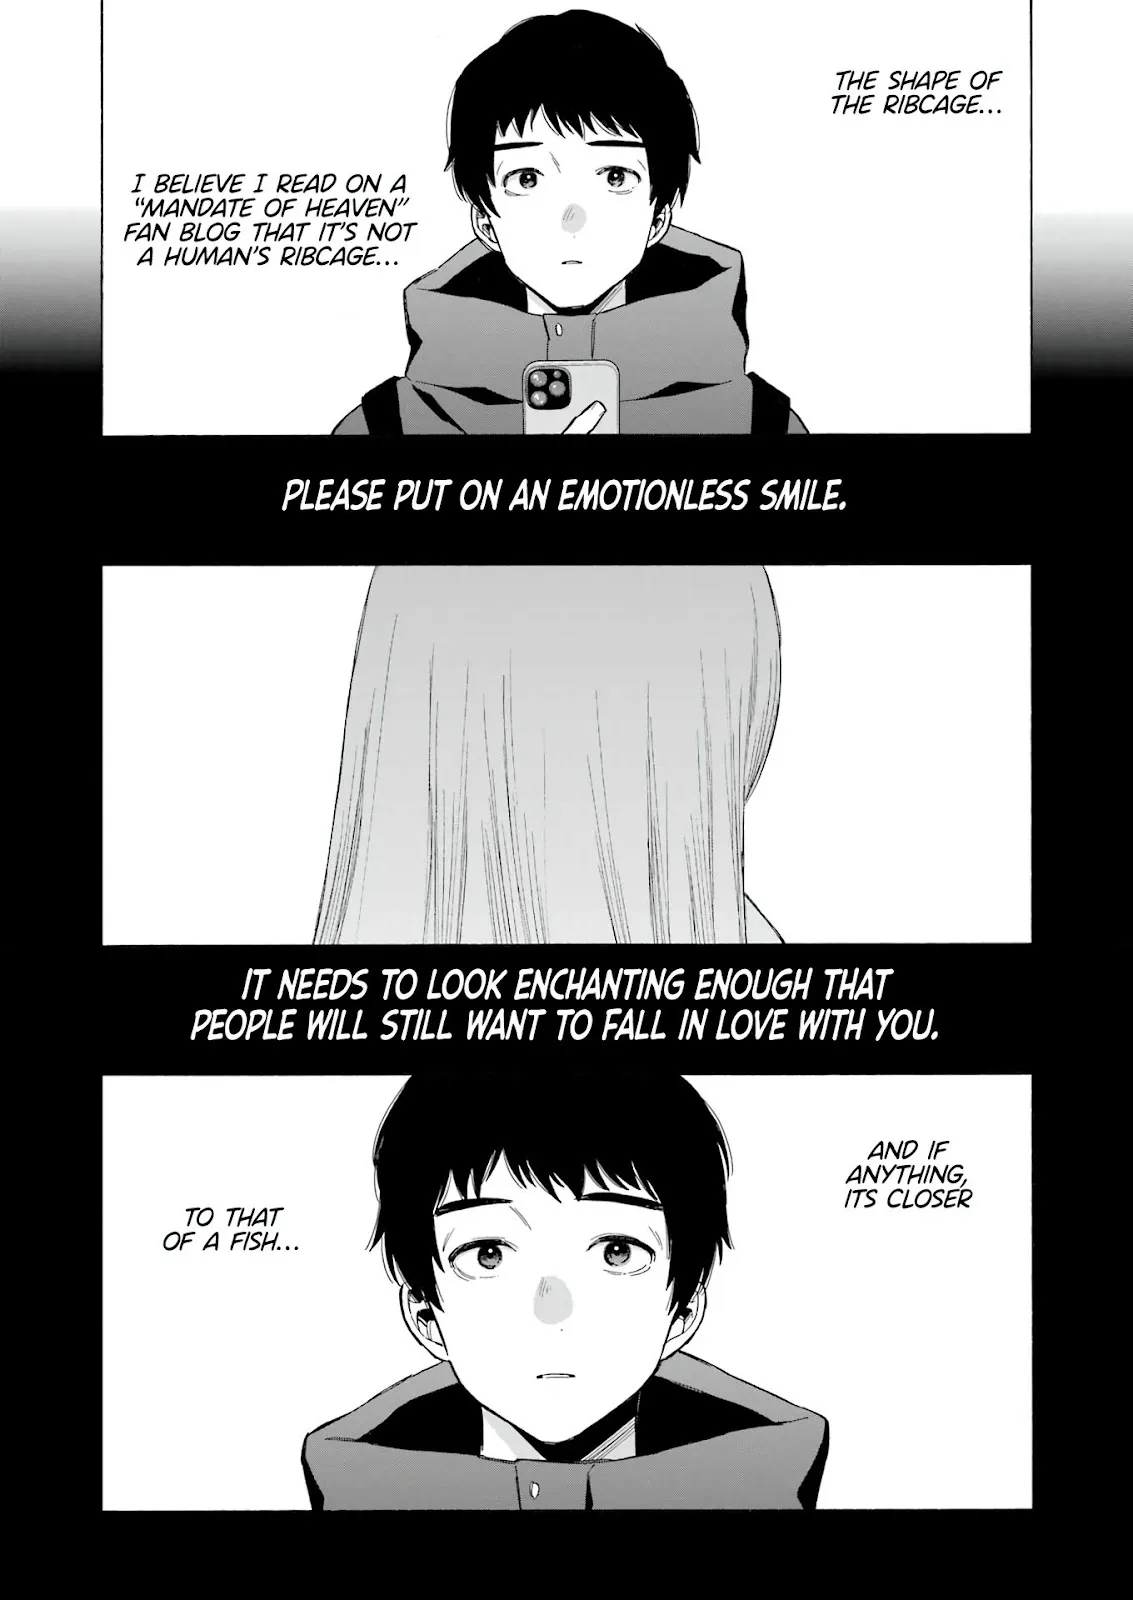 THE SHAPE OF
THE RIBCAGE...
I BELIEVE I READ ON A
"MANDATE OF HEAVEN"
FAN BLOG THAT IT'S NOT
A HUMAN'S RIBCAGE...
PLEASE PUT ON AN EMOTIONLESS SMILE.
IT NEEDS TO LOOK ENCHANTING ENOUGH THAT
PEOPLE WILL STILL WANT TO FALL IN LOVE WITH YOU.
AND IF
ANYTHING,
ITS CLOSER
TO THAT
OF A FISH...